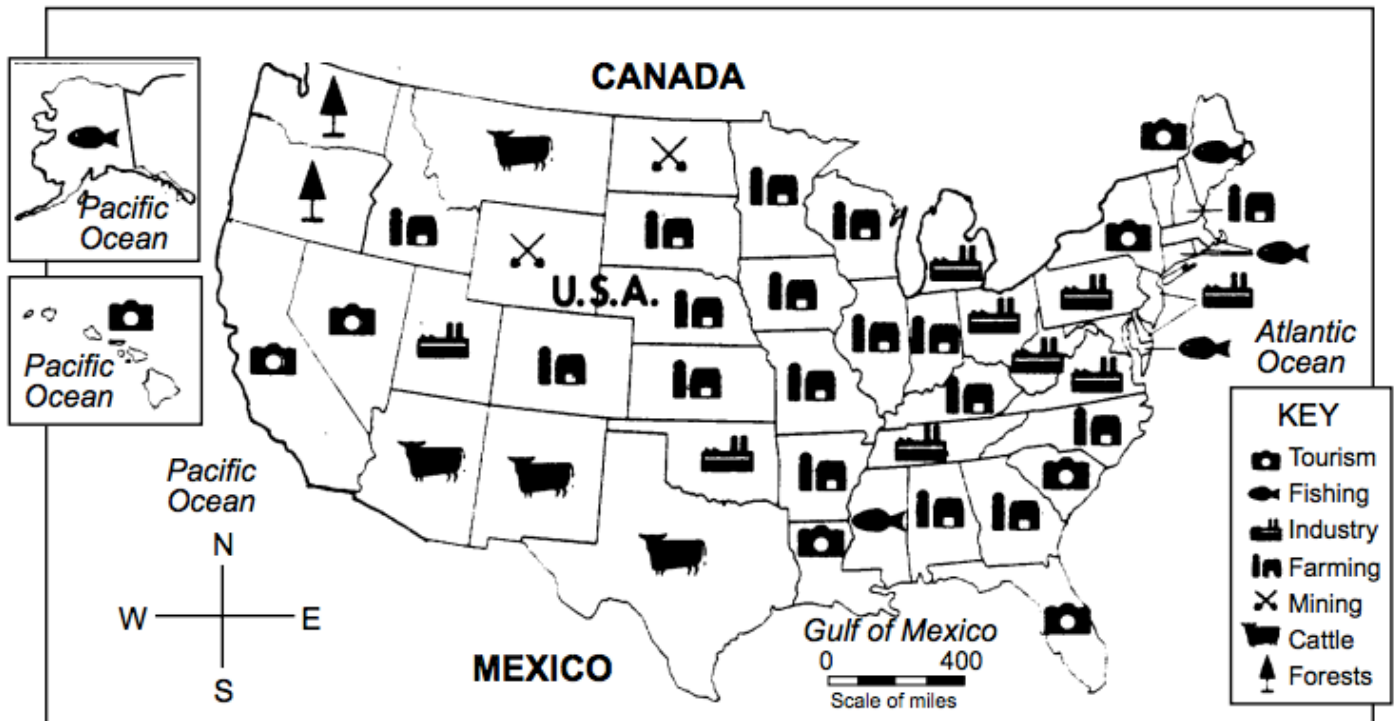 CANADA
Pacific
Ocean
Pacific
Ocean
U.S.A.
Atlantic
Ocean
Pacific
Ocean
N
W
E
S
MEXICO
Gulf of Mexico
0 400
Scale of miles
KEY
Tourism
Fishing
Industry
Farming
Mining
Cattle
Forests